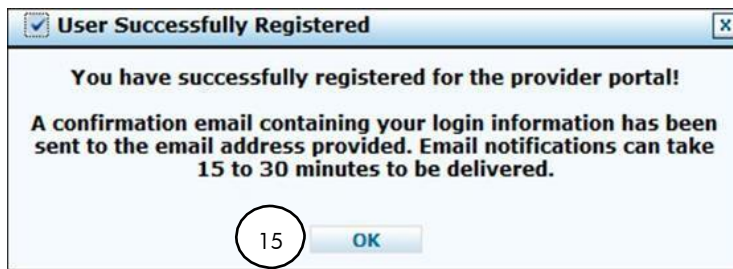 User Successfully Registered
X
You have successfully registered for the provider portal!
A confirmation email containing your login information has been
sent to the email address provided. Email notifications can take
15 to 30 minutes to be delivered.
15 OK